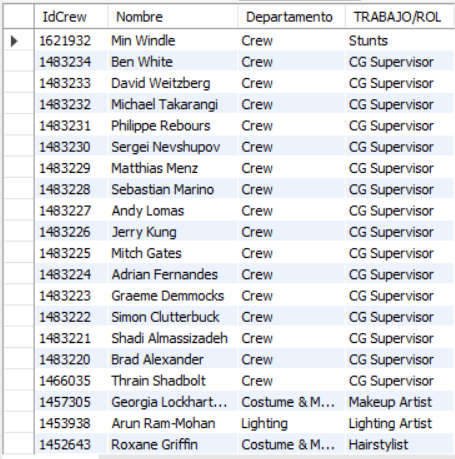 IdCrew Nombre Departamento TRABAJO/ROL
1621932 Min Windle Crew Stunts
1483234 Ben White Crew CG Supervisor
1483233 David Weitzberg Crew CG Supervisor
1483232 Michael Takarangi Crew CG Supervisor
1483231 Philippe Rebours Crew CG Supervisor
1483230 Sergei Nevshupov Crew CG Supervisor
1483229 Matthias Menz Crew CG Supervisor
1483228 Sebastian Marino Crew CG Supervisor
1483227 Andy Lomas Crew CG Supervisor
1483226 Jerry Kung Crew CG Supervisor
1483225 Mitch Gates Crew CG Supervisor
1483224 Adrian Fernandes Crew CG Supervisor
1483223 Graeme Demmocks Crew CG Supervisor
1483222 Simon Clutterbuck Crew CG Supervisor
1483221 Shadi Almassizadeh Crew CG Supervisor
1483220 Brad Alexander Crew CG Supervisor
1466035 Thrain Shadbolt Crew CG Supervisor
1457305 Georgia Lockhart... Costume & M... Makeup Artist
1453938 Arun Ram-Mohan Lighting Lighting Artist
1452643 Roxane Griffin Costume & M... Hairstylist